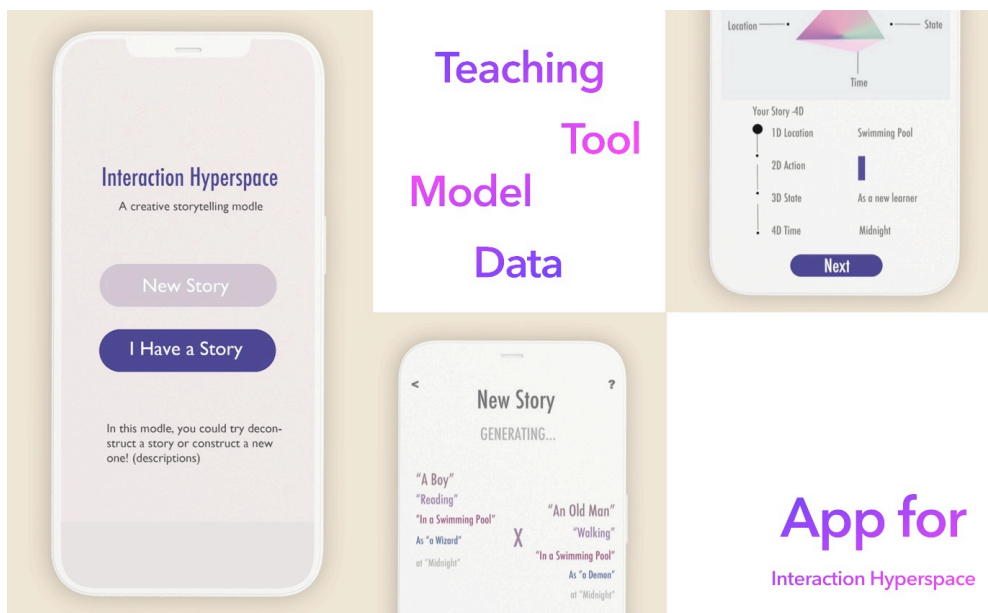 Interaction Hyperspace
A creative storytelling modle
New Story
I Have a Story
In this modle, you could try decon-
struct a story or construct a new
one! (descriptions)
Teaching
Tool
Model
Data
Location
State
Time
Your Story -4D
1D Location Swimming Pool
2D Action
3D State As a new learner
4D Time Midnight
Next
< ?
New Story
GENERATING...
"A Boy"
"Reading"
"In a Swimming Pool"
As "a Wizard"
at "Midnight"
X
"An Old Man"
"Walking"
"In a Swimming Pool"
As "a Demon"
at "Midnight"
App for
Interaction Hyperspace